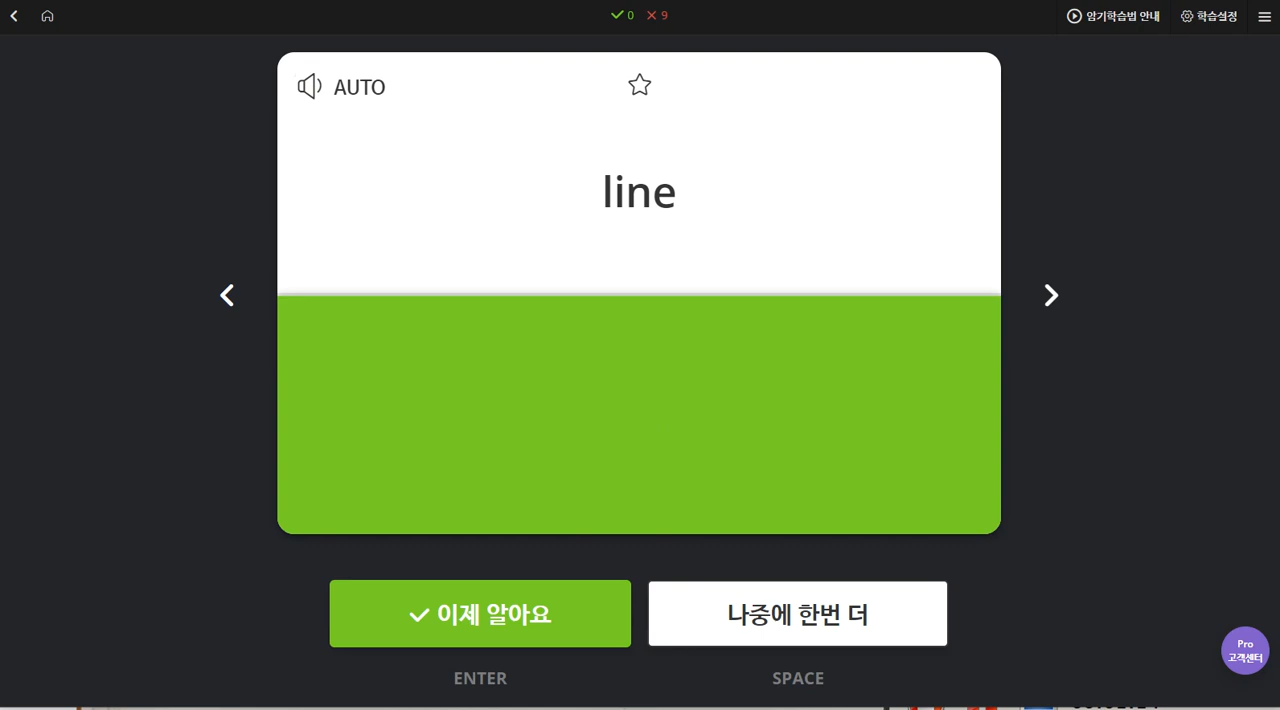 0 9 암기학습법 안내 학습설정
AUTO
line
이제 알아요 나중에 한번 더
ENTER SPACE
Pro
고객센터